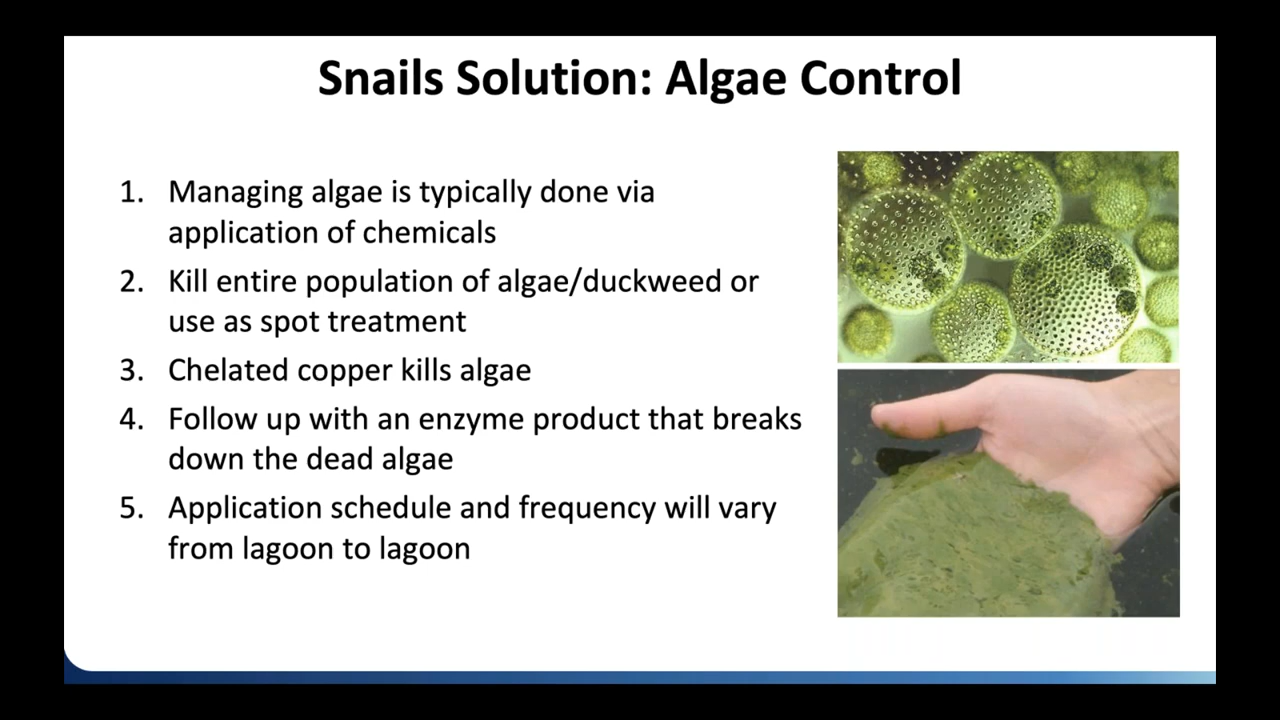 Snails Solution: Algae Control
1. Managing algae is typically done via
application of chemicals
2. Kill entire population of algae/duckweed or
use as spot treatment
3. Chelated copper kills algae
4. Follow up with an enzyme product that breaks
down the dead algae
5. Application schedule and frequency will vary
from lagoon to lagoon